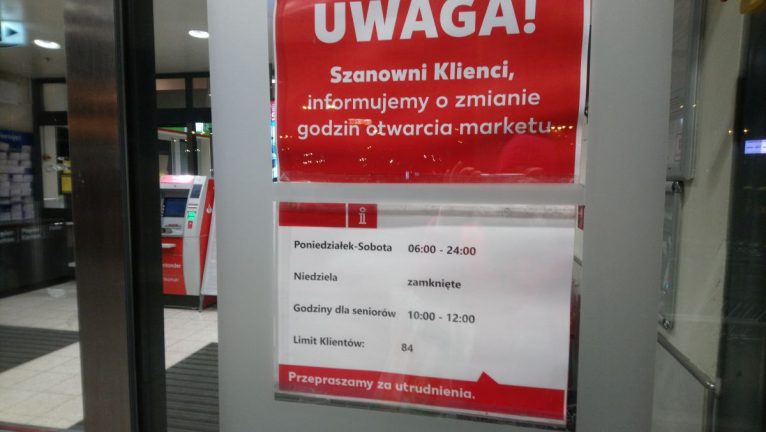 UWAGA!
Szanowni Klienci,
informujemy o zmianie
godzin otwarcia marketu
Poniedziałek-Sobota 06:00 - 24:00
Niedziela zamknięte
Godziny dla seniorów 10:00 - 12:00
Limit Klientów: 84
Przepraszamy za utrudnienia.